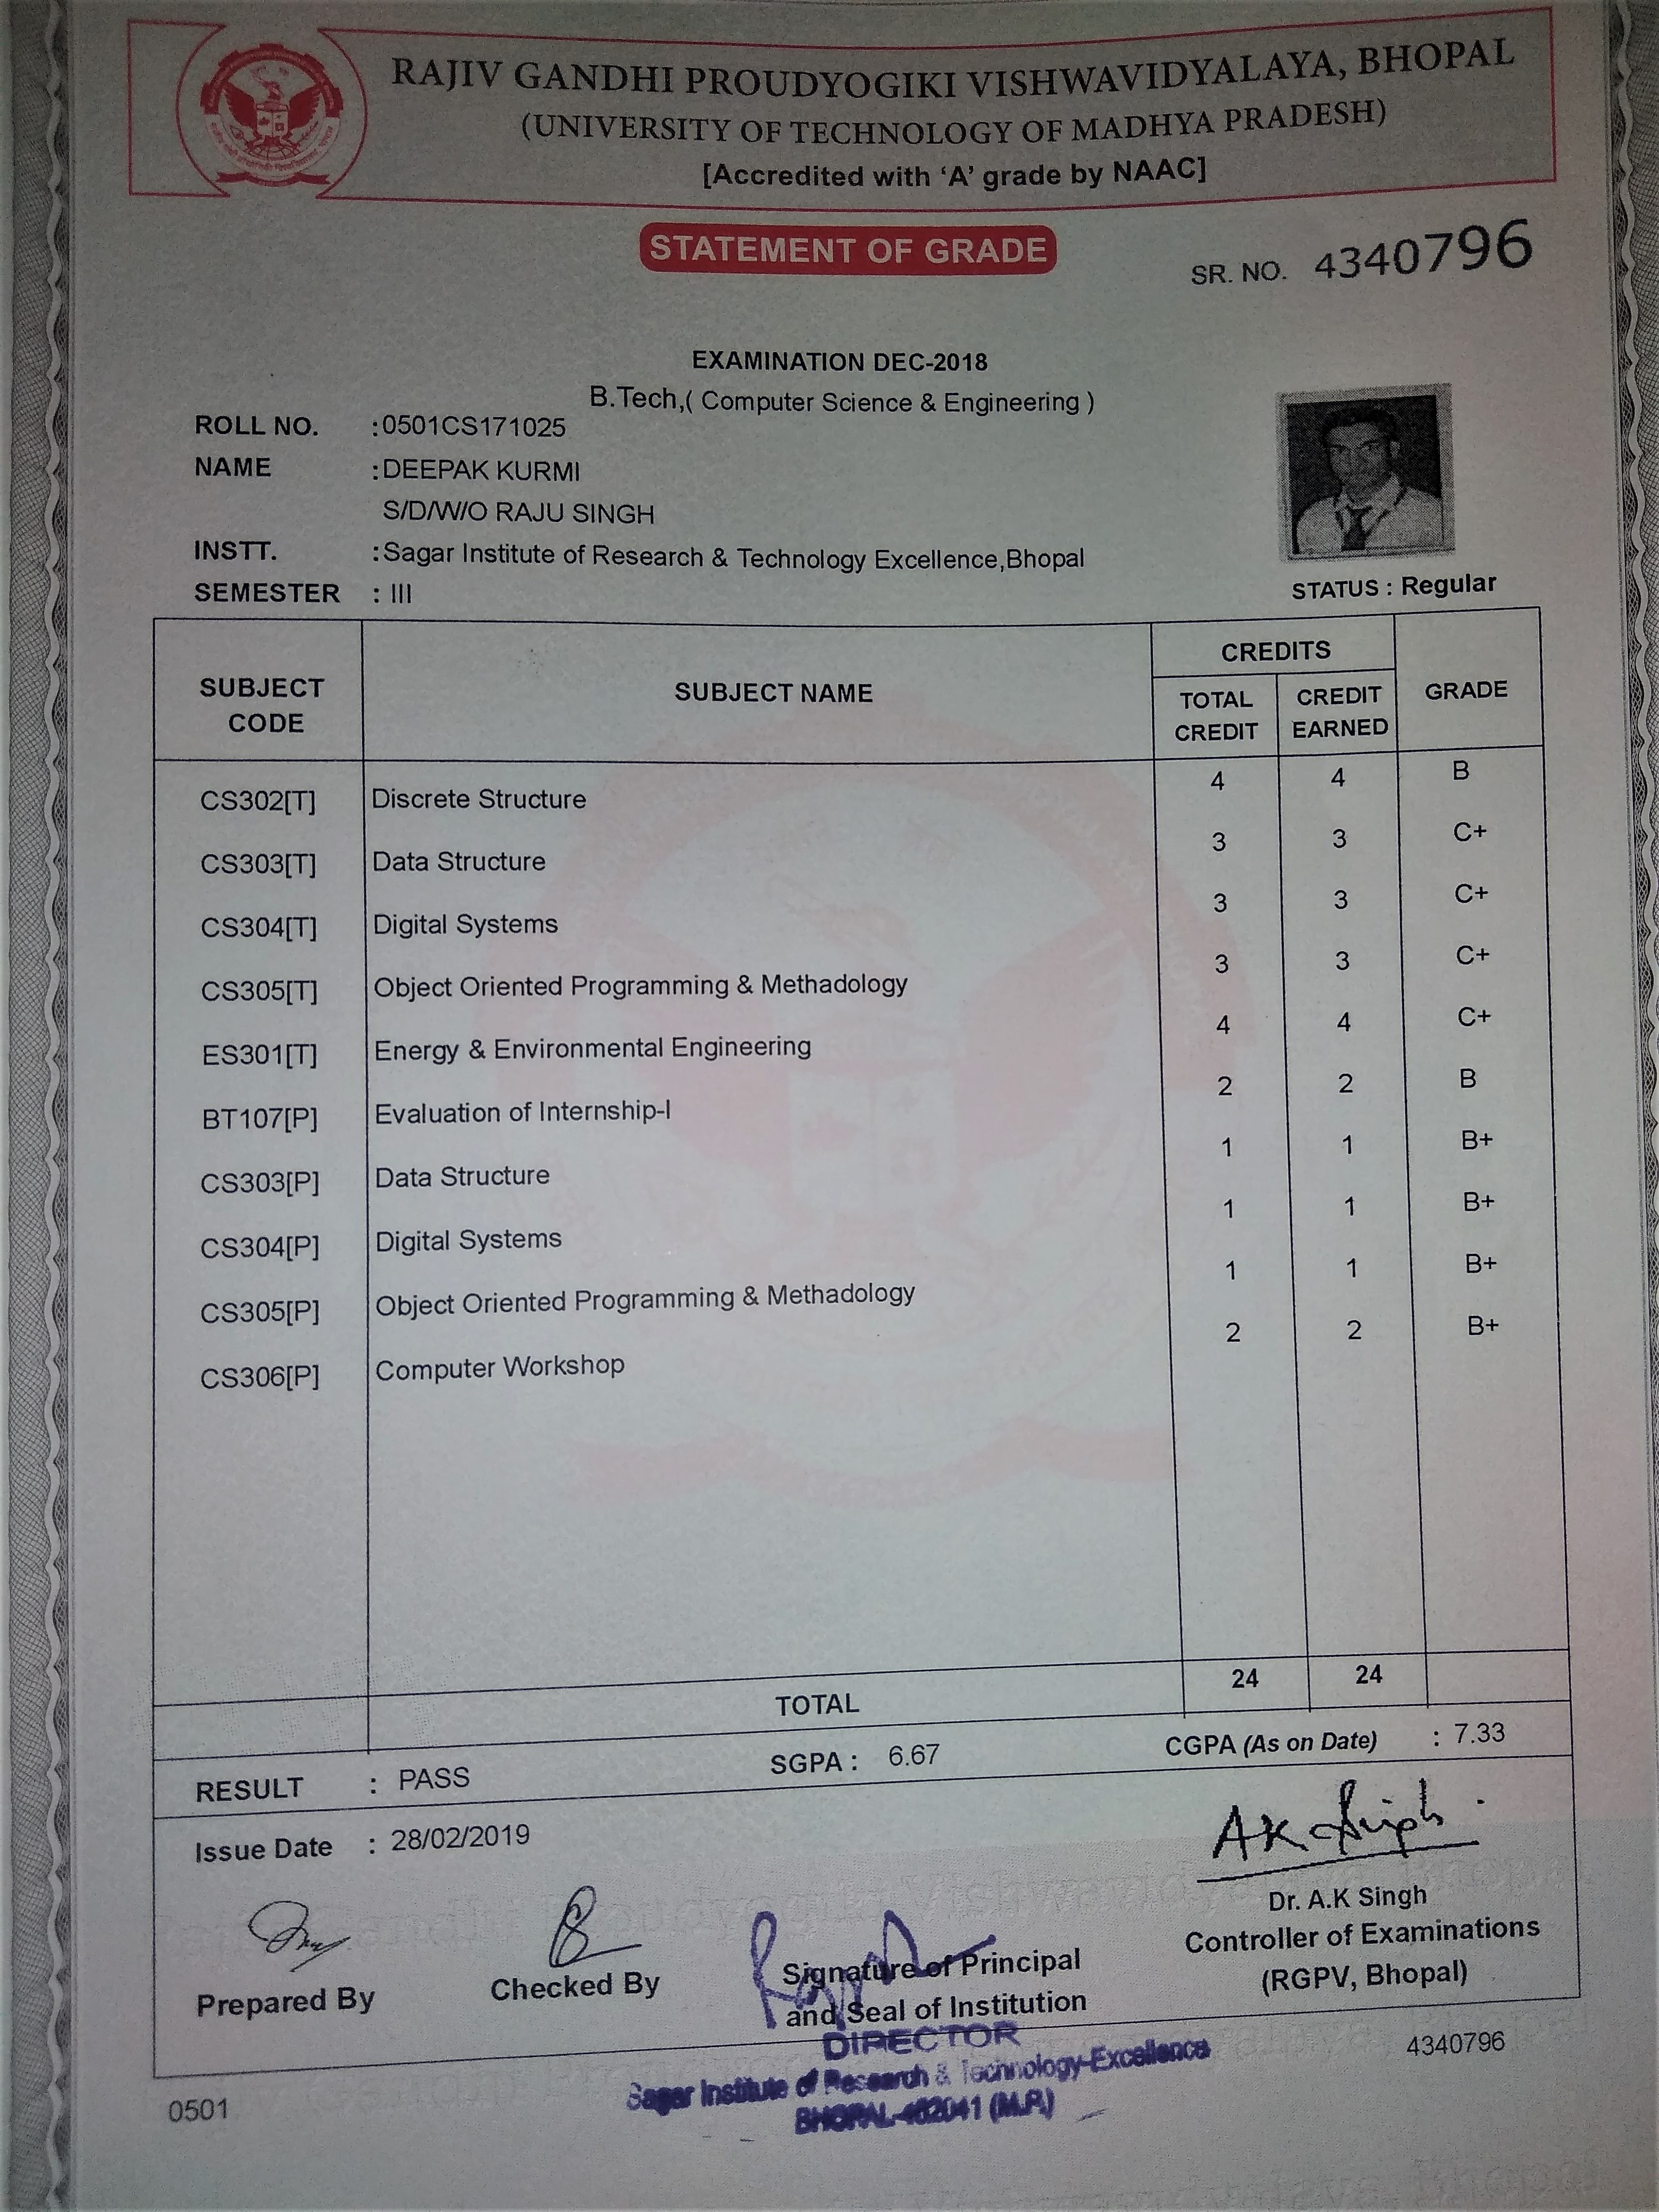 RAJIV GANDHI PROUDYOGIKI VISHWAVIDYALAYA, BHOPAL
(UNIVERSITY OF TECHNOLOGY OF MADHYA PRADESH)
[Accredited with ‘A’ grade by NAAC]
STATEMENT OF GRADE
SR. NO. 4340796
EXAMINATION DEC-2018
B.Tech,( Computer Science & Engineering )
ROLL NO. :0501CS171025
NAME :DEEPAK KURMI
S/D/W/O RAJU SINGH
INSTT. :Sagar Institute of Research & Technology Excellence,Bhopal
SEMESTER : III
STATUS : Regular
SUBJECT CODE SUBJECT NAME CREDITS GRADE
TOTAL CREDIT CREDIT EARNED
CS302[T] Discrete Structure 4 4 B
CS303[T] Data Structure 3 3 C+
CS304[T] Digital Systems 3 3 C+
CS305[T] Object Oriented Programming & Methadology 3 3 C+
ES301[T] Energy & Environmental Engineering 4 4 C+
BT107[P] Evaluation of Internship-I 2 2 B
CS303[P] Data Structure 1 1 B+
CS304[P] Digital Systems 1 1 B+
CS305[P] Object Oriented Programming & Methadology 1 1 B+
CS306[P] Computer Workshop 2 2 B+
TOTAL 24 24
RESULT : PASS SGPA : 6.67 CGPA (As on Date) : 7.33
Issue Date : 28/02/2019
AK Singh
Dr. A.K Singh
Controller of Examinations
(RGPV, Bhopal)
Prepared By
Checked By
Signature of Principal
and Seal of Institution
DIRECTOR
Sagar Institute of Research & Technology-Excellence
BHOPAL-462041 (M.P.)
4340796
0501